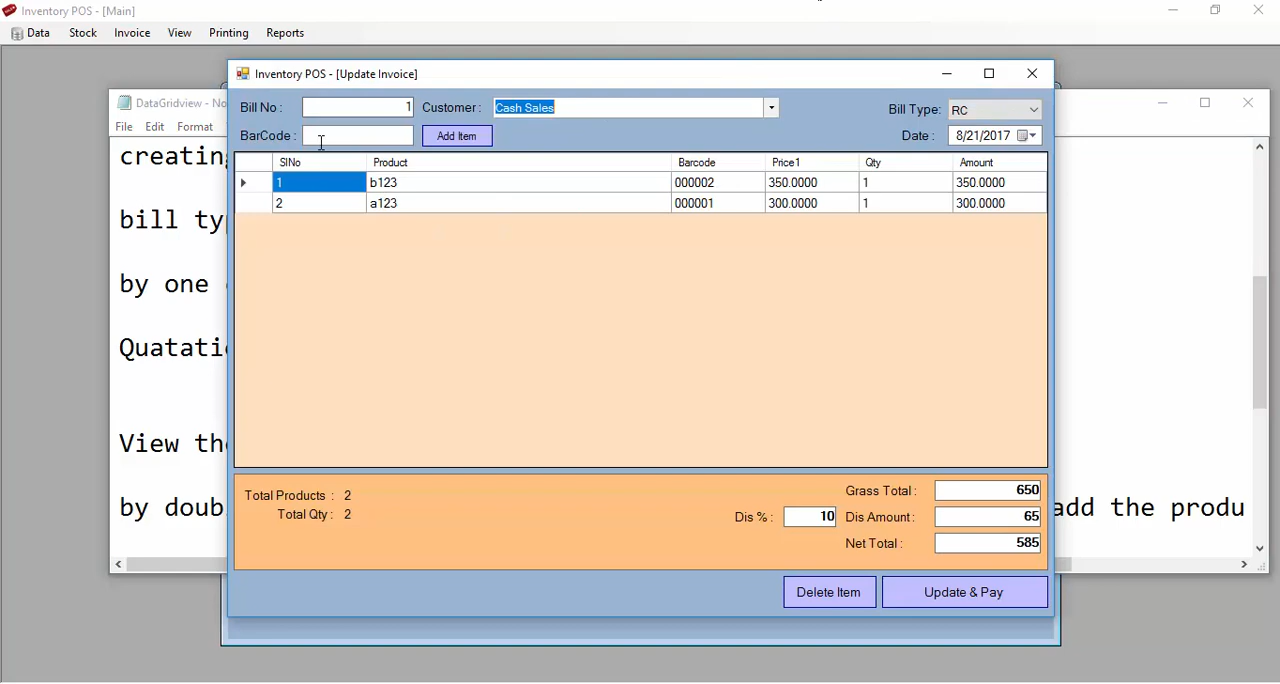 Inventory POS - [Main]
Data Stock Invoice View Printing Reports
DataGridview - No
File Edit Format
creating
bill typ
by one
Quatatic
View the
by doub add the produ
Inventory POS - [Update Invoice]
Bill No : 1 Customer : Cash Sales Bill Type: RC
BarCode : Add Item Date : 8/21/2017
SlNo Product Barcode Price1 Qty Amount
1 b123 000002 350.0000 1 350.0000
2 a123 000001 300.0000 1 300.0000
Total Products : 2
Total Qty : 2
Grass Total : 650
Dis % : 10 Dis Amount : 65
Net Total : 585
Delete Item Update & Pay